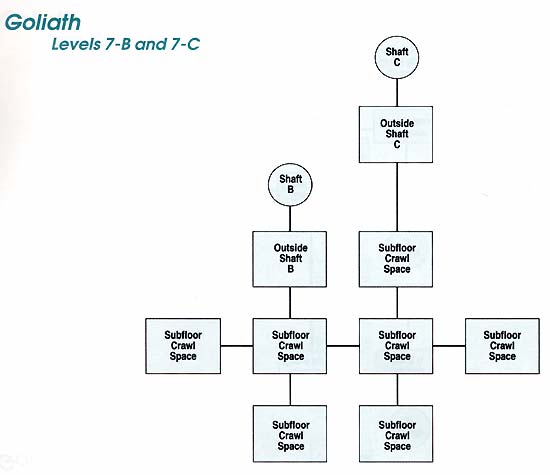 Goliath
Levels 7-B and 7-C
Shaft
C
Outside
Shaft
C
Shaft
B
Outside
Shaft
B
Subfloor
Crawl
Space
Subfloor
Crawl
Space
Subfloor
Crawl
Space
Subfloor
Crawl
Space
Subfloor
Crawl
Space
Subfloor
Crawl
Space
Subfloor
Crawl
Space